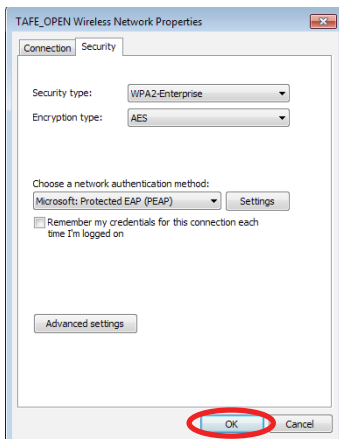 TAFE_OPEN Wireless Network Properties
Connection Security
Security type: WPA2-Enterprise
Encryption type: AES
Choose a network authentication method:
Microsoft: Protected EAP (PEAP) Settings
Remember my credentials for this connection each
time I'm logged on
Advanced settings
OK Cancel